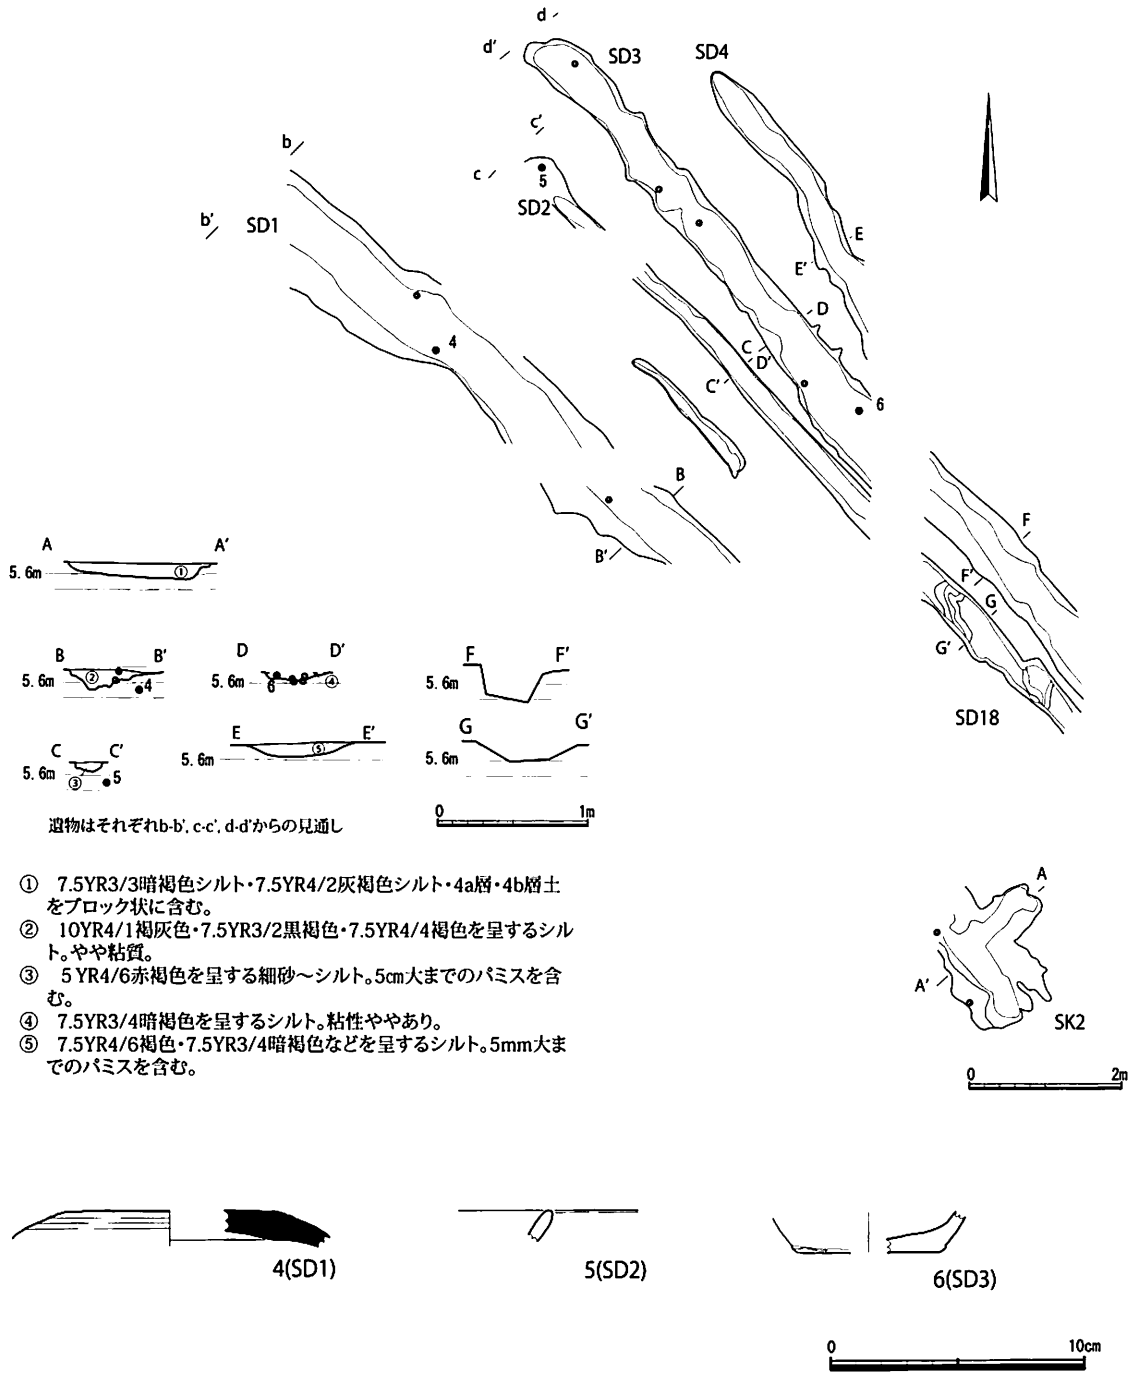 d
d'
SD3
SD4
c'
b
c
5
SD2
b'
SD1
E
E'
D
4
C
D'
C'
6
B
F
B'
A
A'
5.6m
①
F'
G
G'
SD18
B
B'
5.6m
②
4
D
D'
5.6m
6
④
F
F'
5.6m
E
E'
5.6m
⑤
G
G'
5.6m
C
C'
5.6m
③
5
0
1m
遺物はそれぞれb-b', c-c', d-d'からの見通し
① 7.5YR3/3暗褐色シルト・7.5YR4/2灰褐色シルト・4a層・4b層土
をブロック状に含む。
② 10YR4/1褐灰色・7.5YR3/2黒褐色・7.5YR4/4褐色を呈するシル
ト。やや粘質。
③ 5YR4/6赤褐色を呈する細砂～シルト。5cm大までのパミスを含
む。
④ 7.5YR3/4暗褐色を呈するシルト。粘性ややあり。
⑤ 7.5YR4/6褐色・7.5YR3/4暗褐色などを呈するシルト。5mm大ま
でのパミスを含む。
A
A'
SK2
0
2m
4(SD1)
5(SD2)
6(SD3)
0
10cm